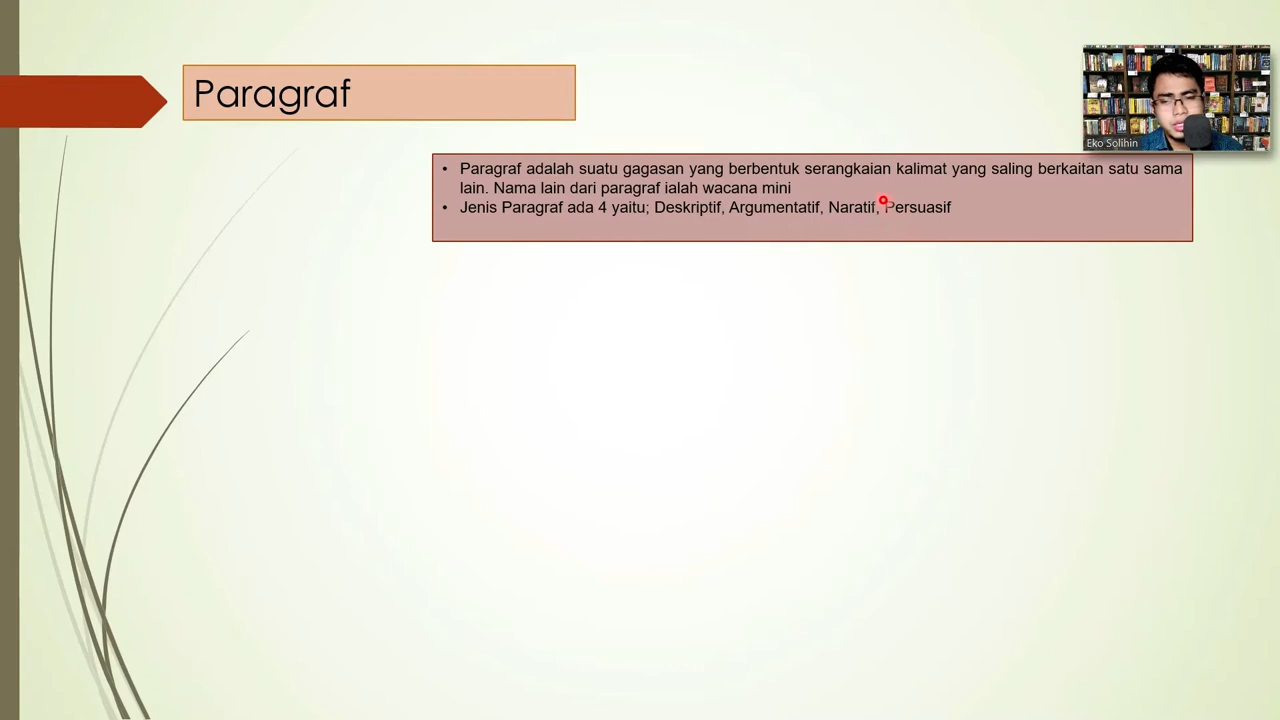 Paragraf
Eko Solihin
• Paragraf adalah suatu gagasan yang berbentuk serangkaian kalimat yang saling berkaitan satu sama
lain. Nama lain dari paragraf ialah wacana mini
• Jenis Paragraf ada 4 yaitu; Deskriptif, Argumentatif, Naratif, Persuasif